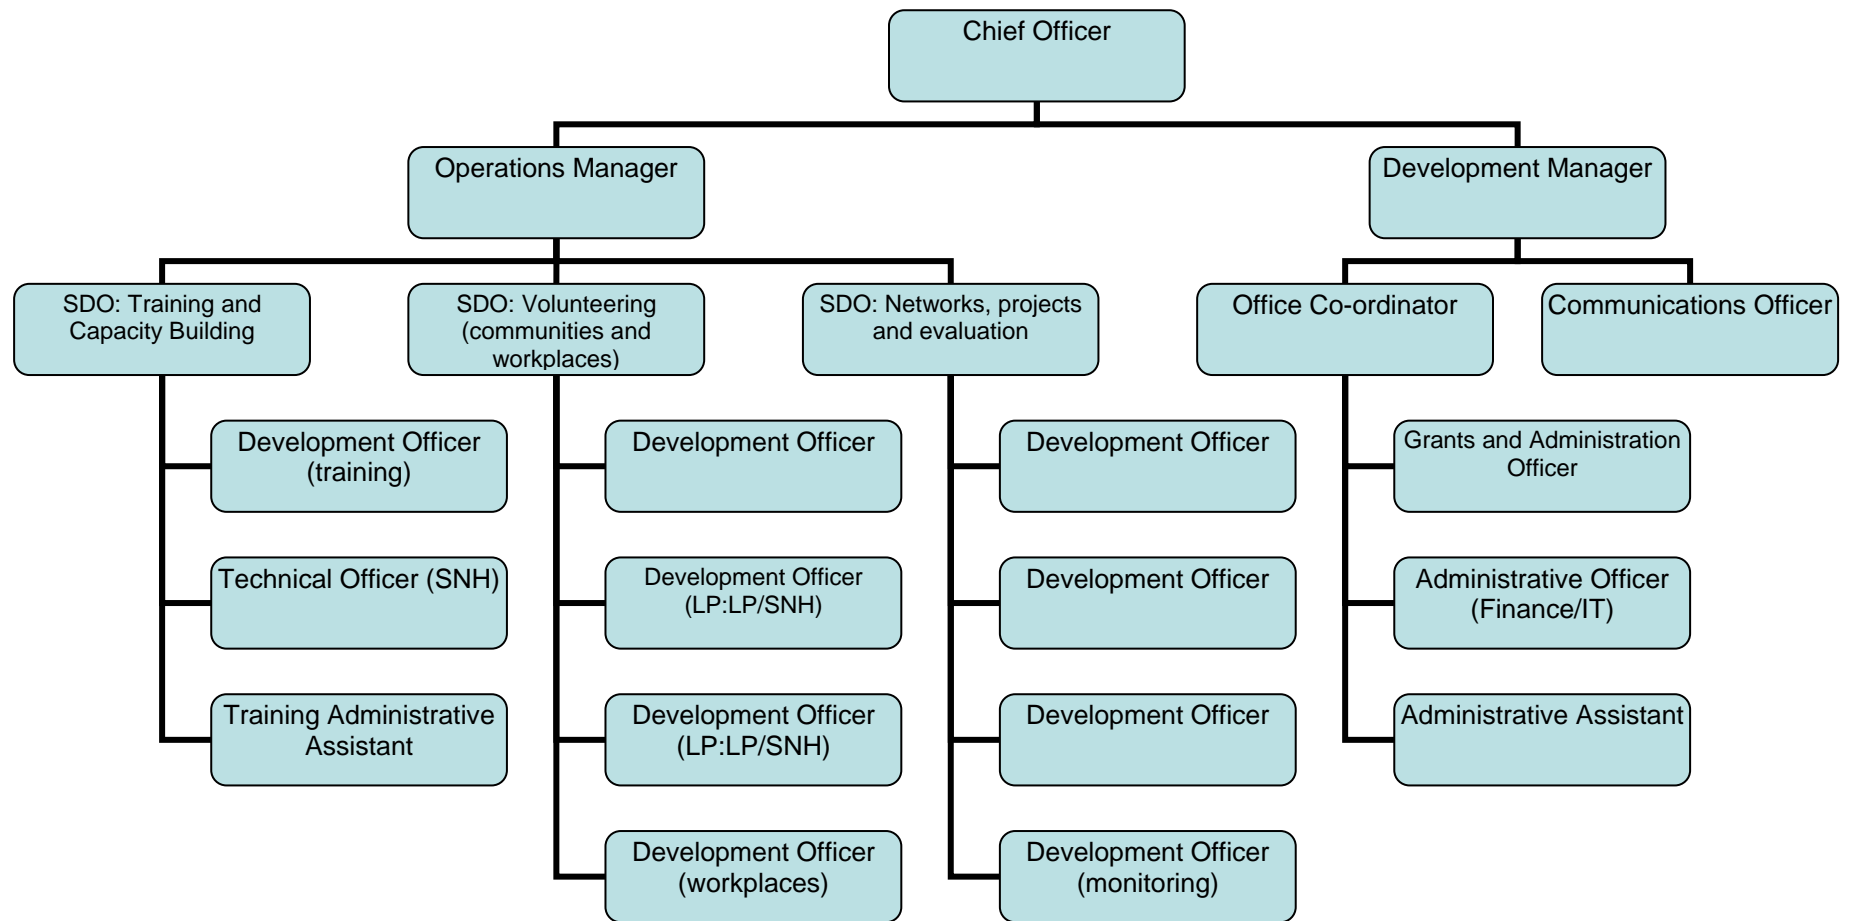 Chief Officer
Operations Manager
Development Manager
SDO: Training and
Capacity Building
SDO: Volunteering
(communities and
workplaces)
SDO: Networks, projects
and evaluation
Office Co-ordinator
Communications Officer
Development Officer
(training)
Development Officer
Development Officer
Grants and Administration
Officer
Technical Officer (SNH)
Development Officer
(LP:LP/SNH)
Development Officer
Administrative Officer
(Finance/IT)
Training Administrative
Assistant
Development Officer
(LP:LP/SNH)
Development Officer
Administrative Assistant
Development Officer
(workplaces)
Development Officer
(monitoring)